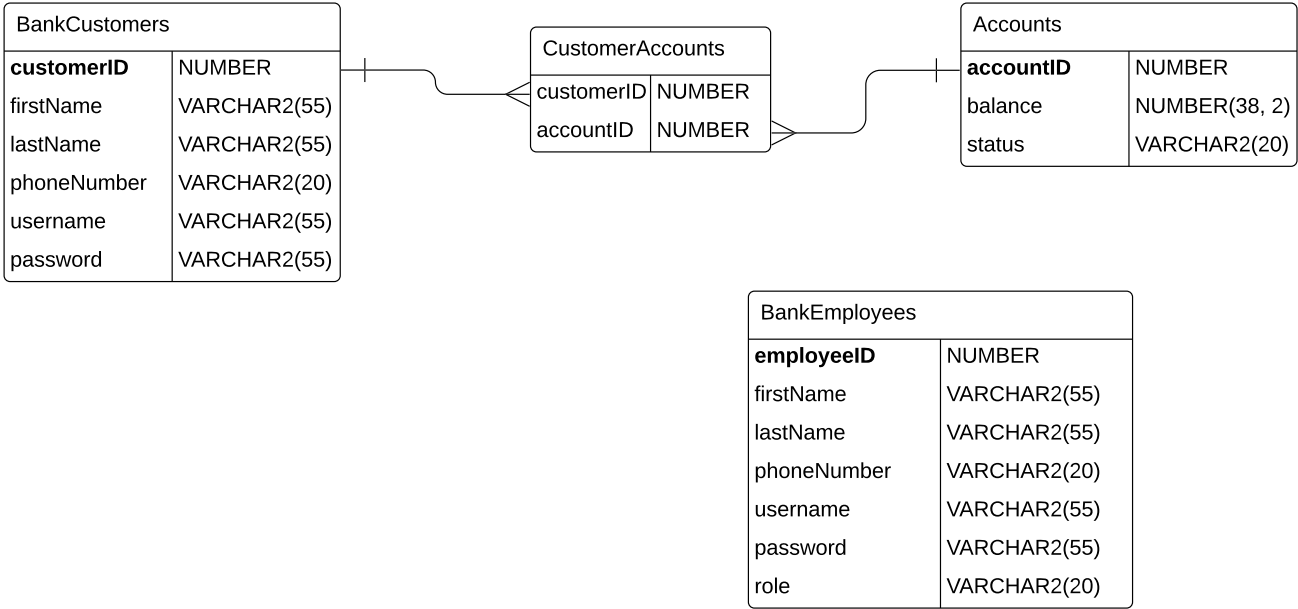 BankCustomers
customerID NUMBER
firstName VARCHAR2(55)
lastName VARCHAR2(55)
phoneNumber VARCHAR2(20)
username VARCHAR2(55)
password VARCHAR2(55)
CustomerAccounts
customerID NUMBER
accountID NUMBER
Accounts
accountID NUMBER
balance NUMBER(38, 2)
status VARCHAR2(20)
BankEmployees
employeeID NUMBER
firstName VARCHAR2(55)
lastName VARCHAR2(55)
phoneNumber VARCHAR2(20)
username VARCHAR2(55)
password VARCHAR2(55)
role VARCHAR2(20)